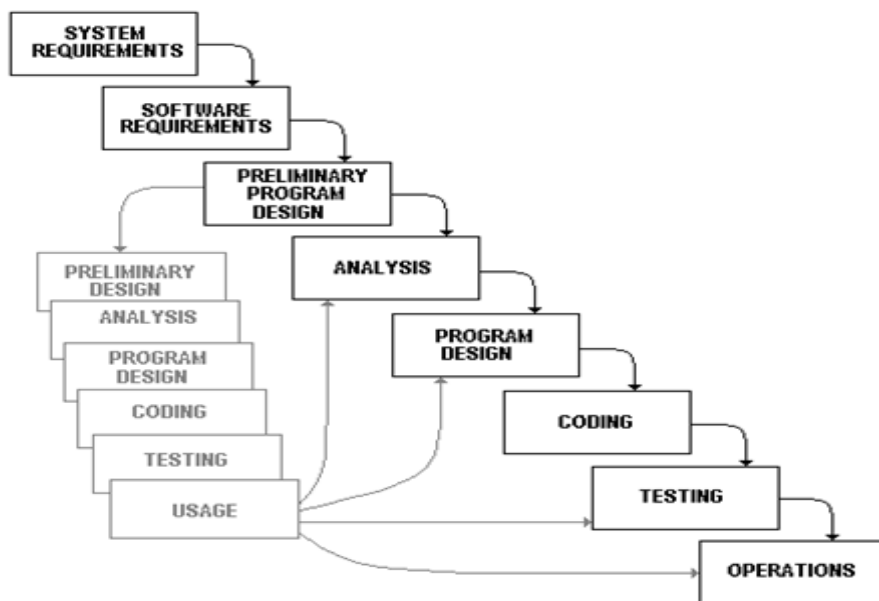 SYSTEM
REQUIREMENTS
SOFTWARE
REQUIREMENTS
PRELIMINARY
PROGRAM
DESIGN
ANALYSIS
PROGRAM
DESIGN
CODING
TESTING
OPERATIONS
PRELIMINARY
DESIGN
ANALYSIS
PROGRAM
DESIGN
CODING
TESTING
USAGE